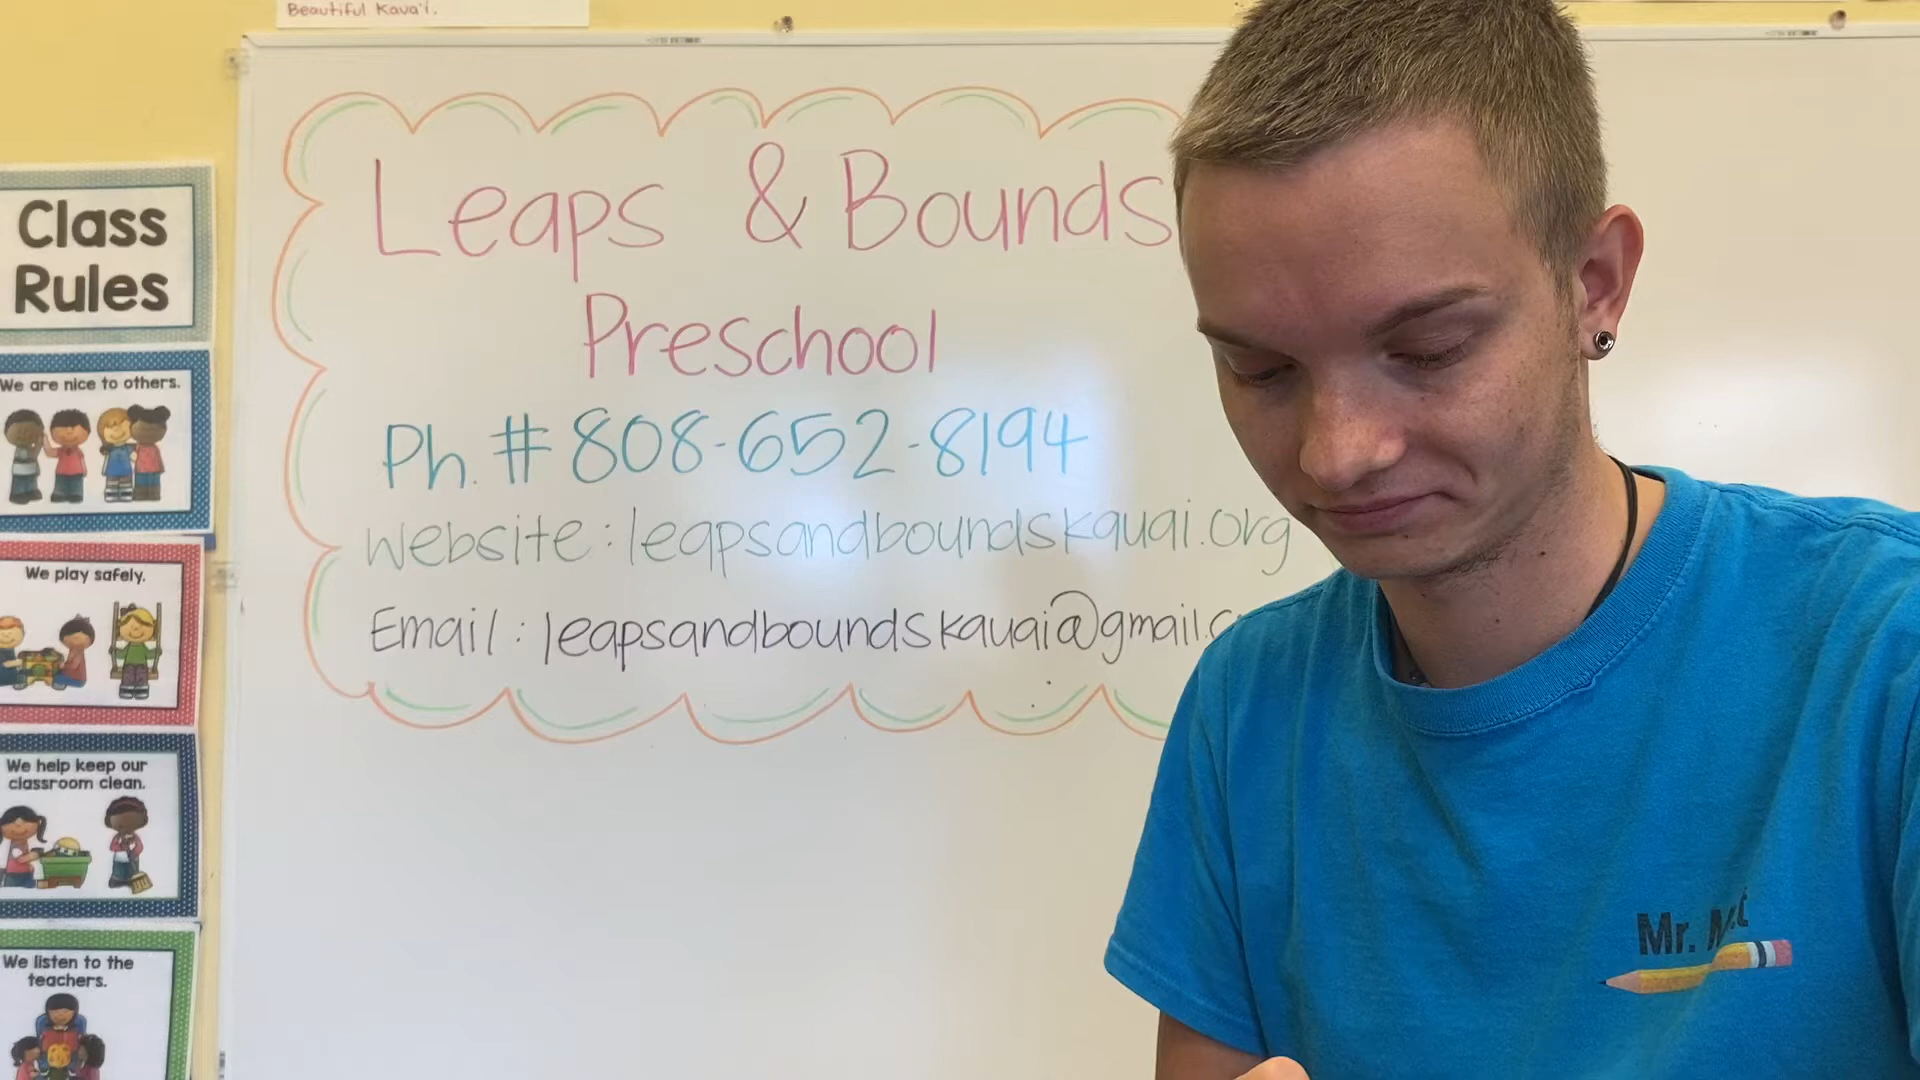 Beautiful Kaua'i.
Class
Rules
We are nice to others.
We play safely.
We help keep our
classroom clean.
We listen to the
teachers.
Leaps & Bounds
Preschool
Ph. # 808-652-8194
Website: leapsandboundskauai.org
Email: leapsandboundskauai@gmail.c
Mr.